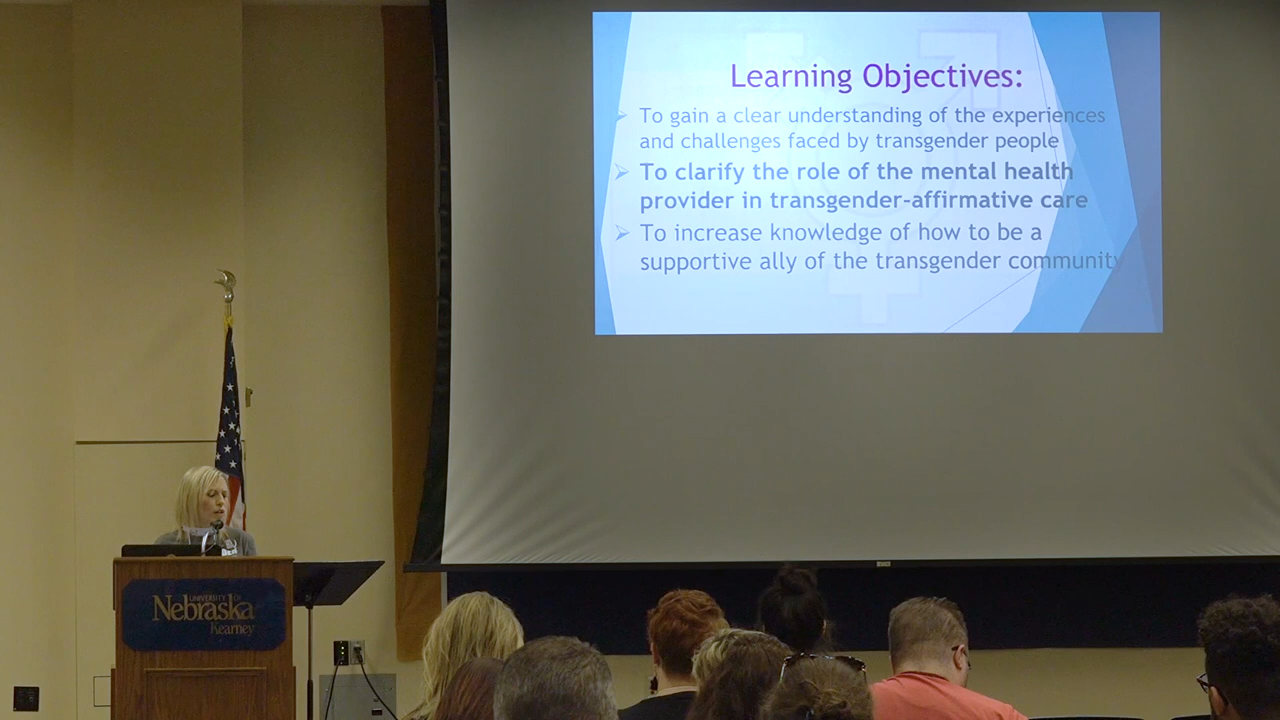 Learning Objectives:
To gain a clear understanding of the experiences
and challenges faced by transgender people
To clarify the role of the mental health
provider in transgender-affirmative care
To increase knowledge of how to be a
supportive ally of the transgender community
UNIVERSITY OF
Nebraska
Kearney